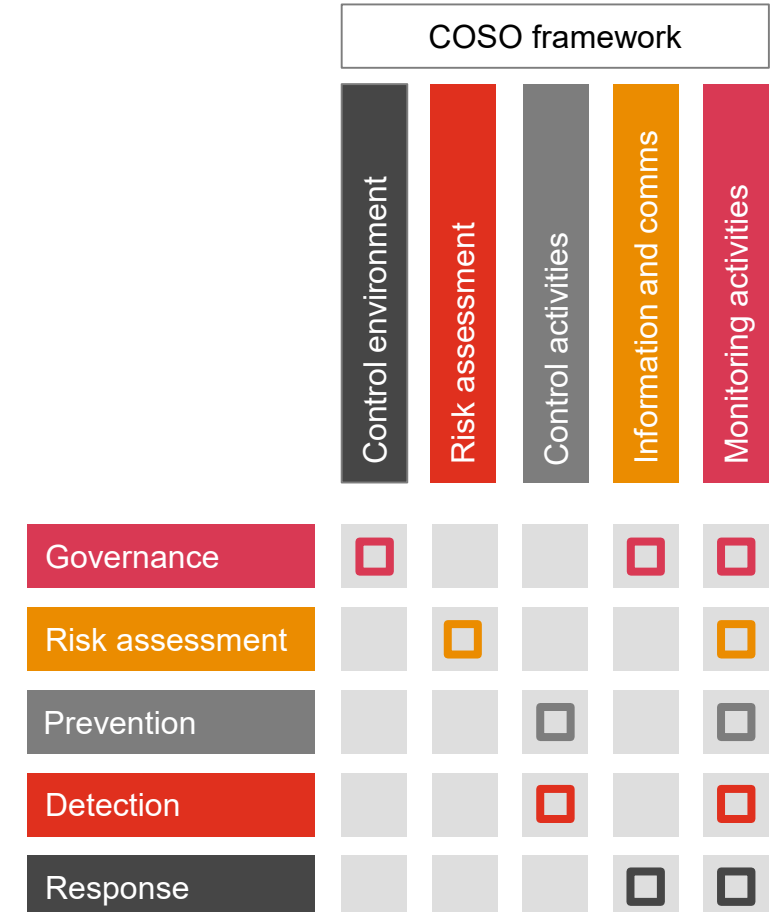 COSO framework
Control environment
Risk assessment
Control activities
Information and comms
Monitoring activities
Governance
Risk assessment
Prevention
Detection
Response